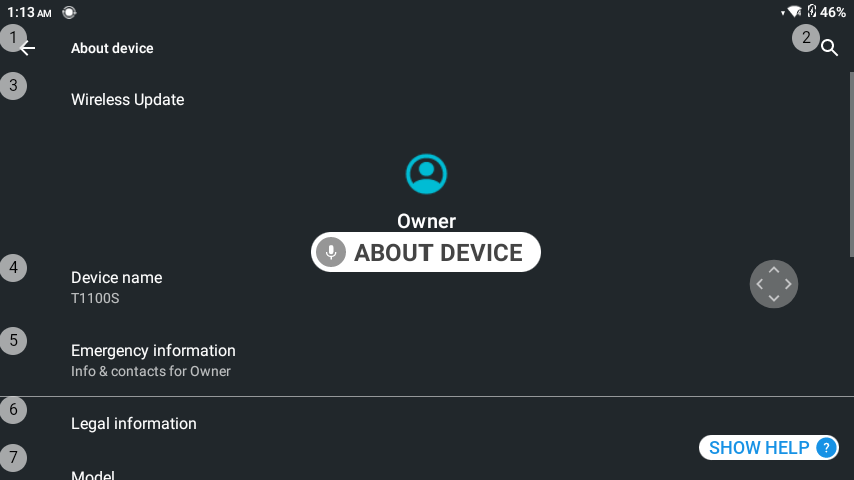 1:13 AM 46%
1 About device 2
3 Wireless Update
Owner
ABOUT DEVICE
4 Device name
T1100S
5 Emergency information
Info & contacts for Owner
6 Legal information
SHOW HELP ?
7 Model